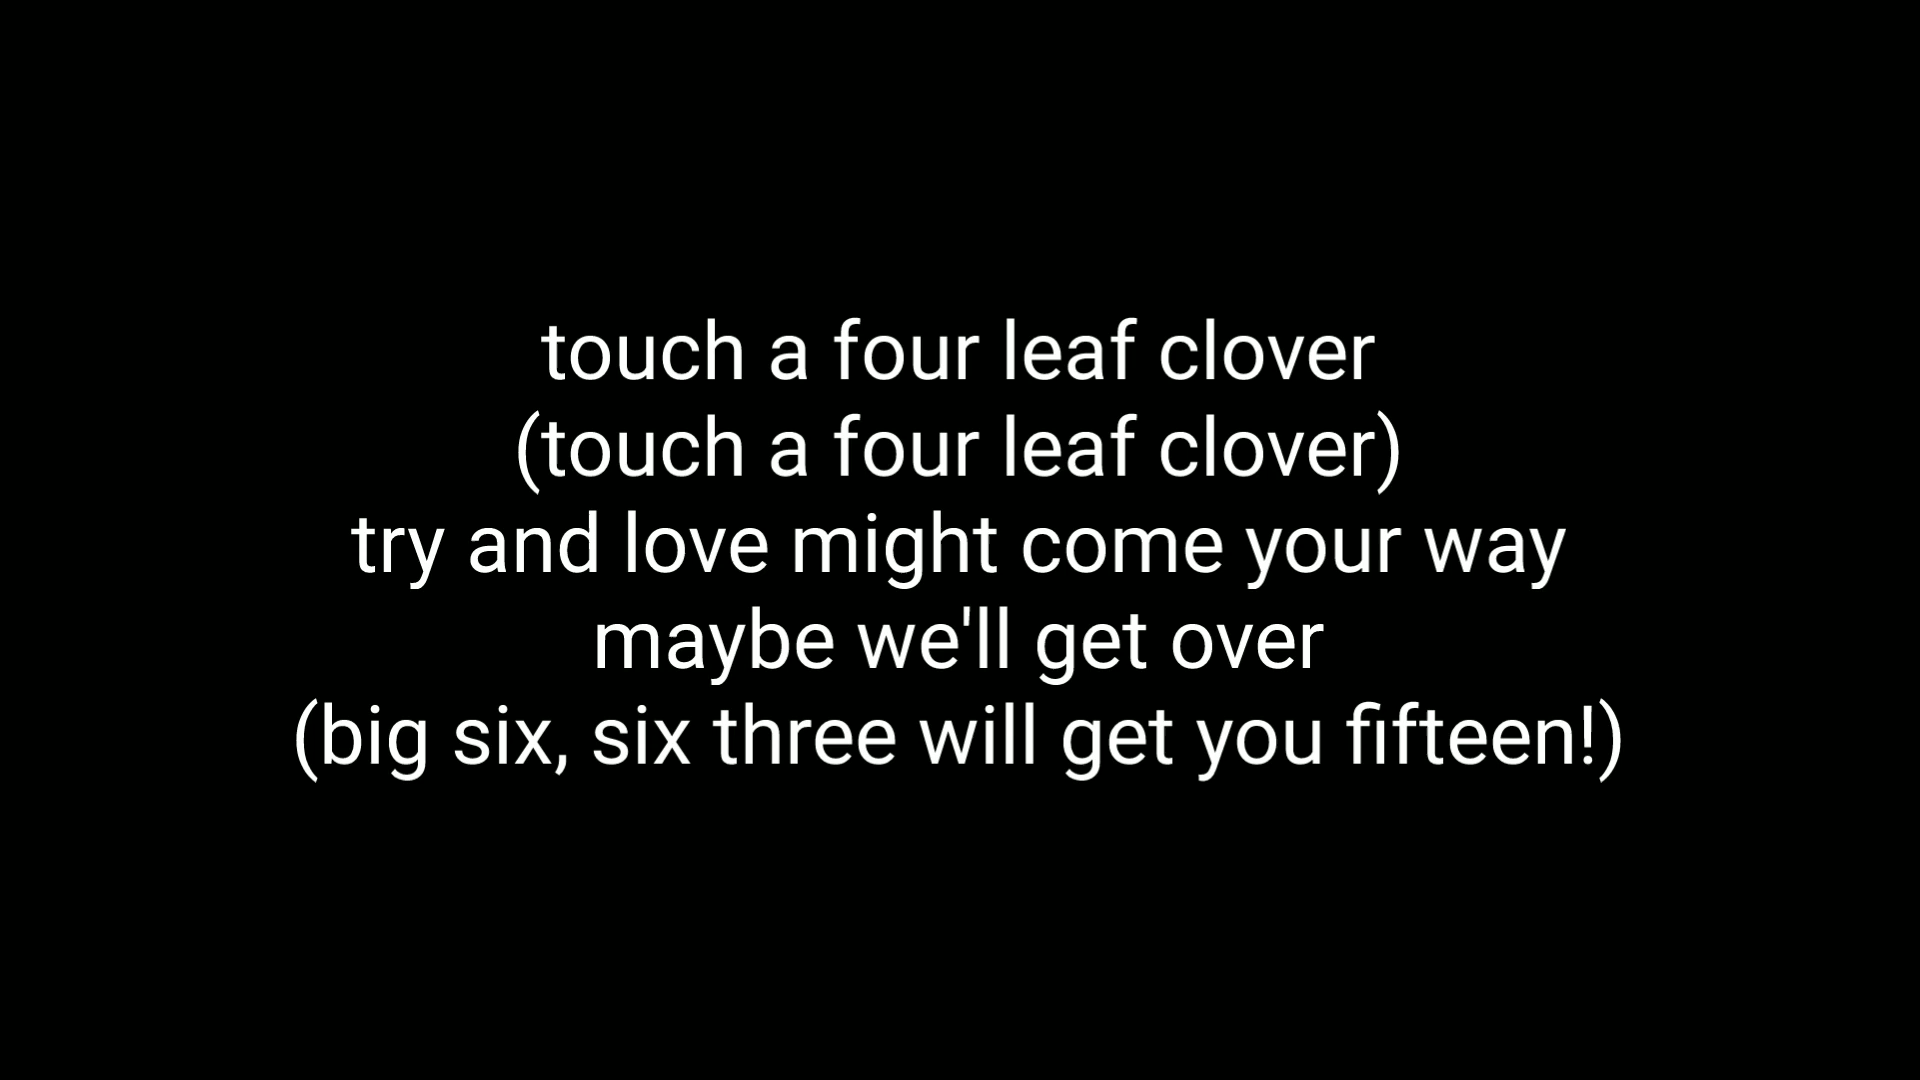 touch a four leaf clover
(touch a four leaf clover)
try and love might come your way
maybe we'll get over
(big six, six three will get you fifteen!)